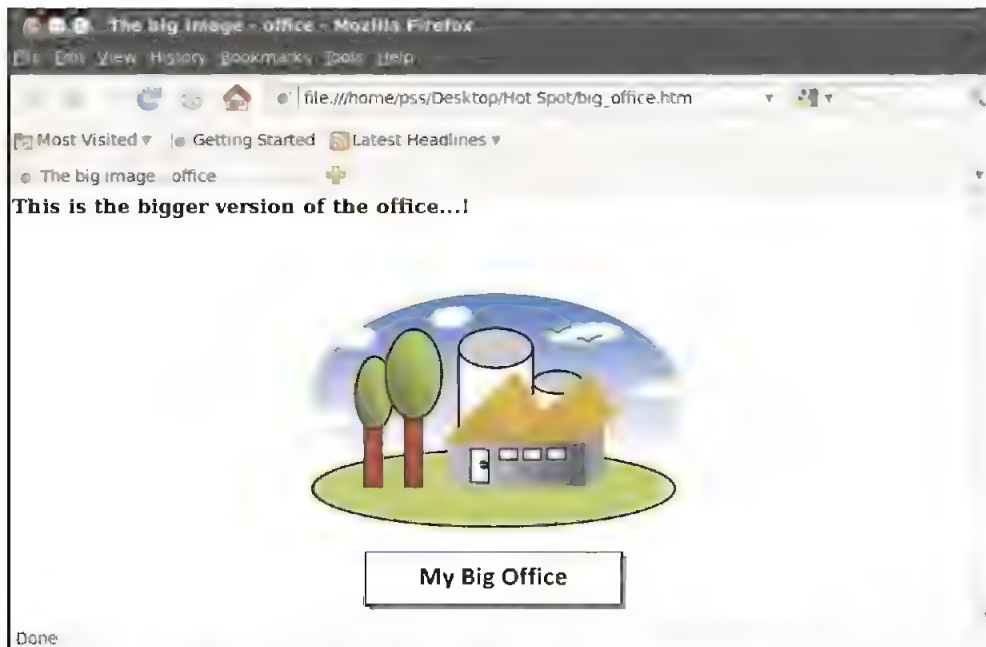 The big image - office - Mozilla Firefox
File Edit View History Bookmarks Tools Help
file:///home/pss/Desktop/Hot Spot/big_office.htm
Most Visited Getting Started Latest Headlines
The big image office
This is the bigger version of the office...!
My Big Office
Done